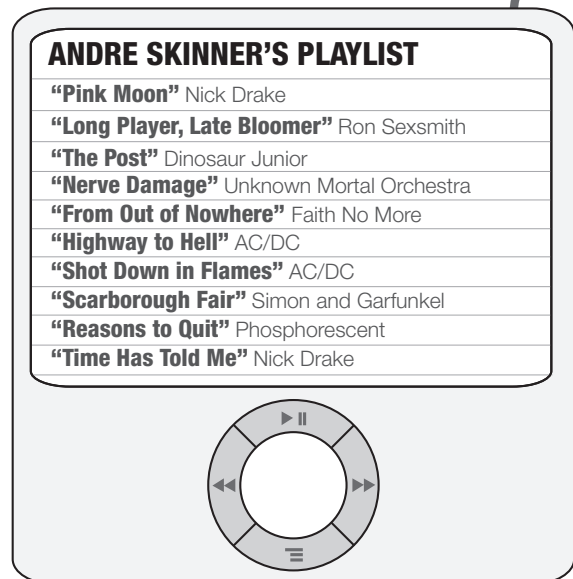 ANDRE SKINNER’S PLAYLIST
“Pink Moon” Nick Drake
“Long Player, Late Bloomer” Ron Sexsmith
“The Post” Dinosaur Junior
“Nerve Damage” Unknown Mortal Orchestra
“From Out of Nowhere” Faith No More
“Highway to Hell” AC/DC
“Shot Down in Flames” AC/DC
“Scarborough Fair” Simon and Garfunkel
“Reasons to Quit” Phosphorescent
“Time Has Told Me” Nick Drake